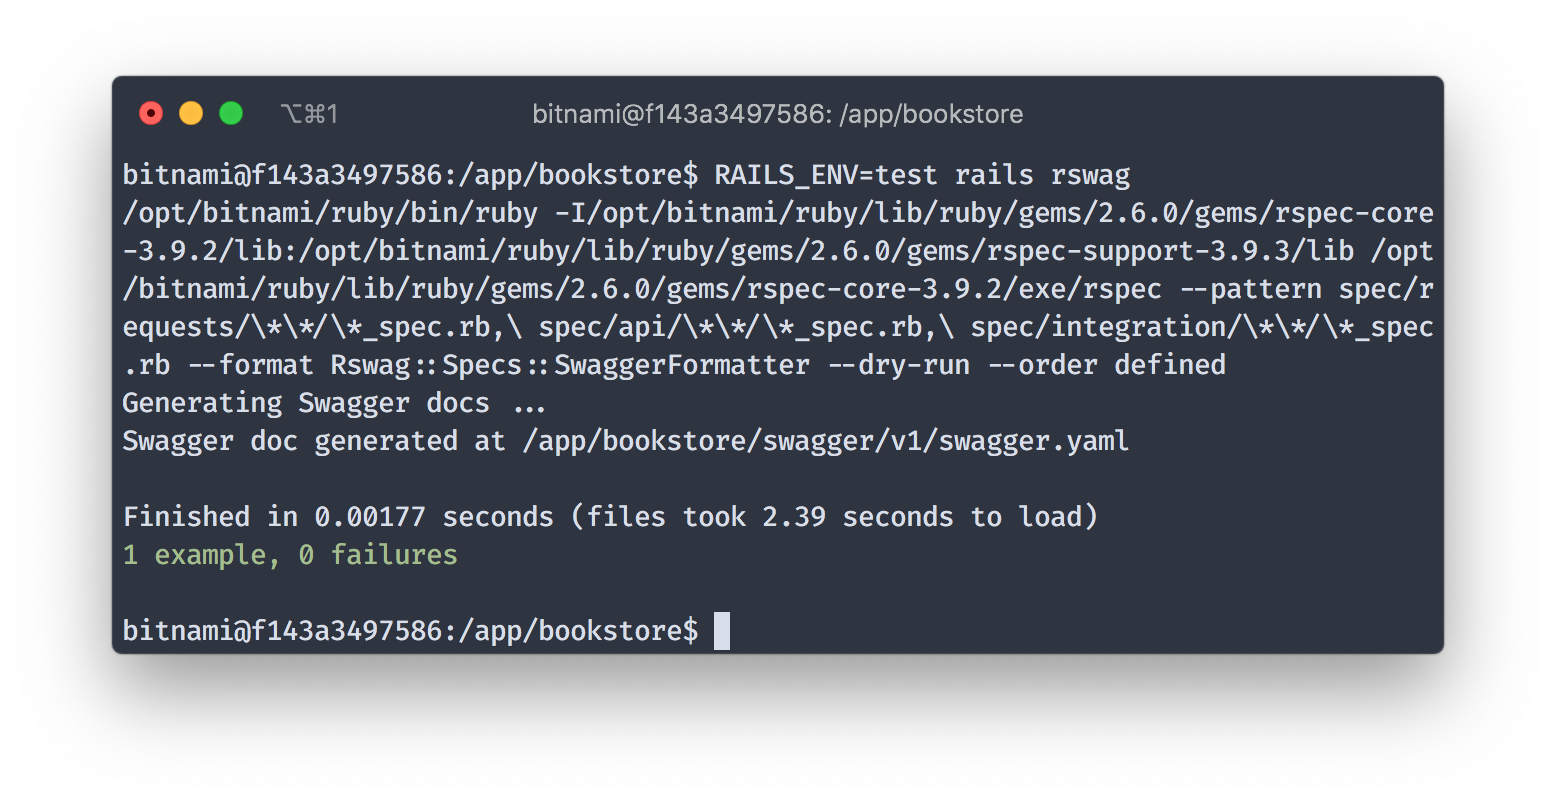 ⌥⌘1 bitnami@f143a3497586: /app/bookstore
bitnami@f143a3497586:/app/bookstore$ RAILS_ENV=test rails rswag
/opt/bitnami/ruby/bin/ruby -I/opt/bitnami/ruby/lib/ruby/gems/2.6.0/gems/rspec-core
-3.9.2/lib:/opt/bitnami/ruby/lib/ruby/gems/2.6.0/gems/rspec-support-3.9.3/lib /opt
/bitnami/ruby/lib/ruby/gems/2.6.0/gems/rspec-core-3.9.2/exe/rspec --pattern spec/r
equests/\*\*/\*_spec.rb,\ spec/api/\*\*/\*_spec.rb,\ spec/integration/\*\*/\*_spec
.rb --format Rswag::Specs::SwaggerFormatter --dry-run --order defined
Generating Swagger docs ...
Swagger doc generated at /app/bookstore/swagger/v1/swagger.yaml
Finished in 0.00177 seconds (files took 2.39 seconds to load)
1 example, 0 failures
bitnami@f143a3497586:/app/bookstore$